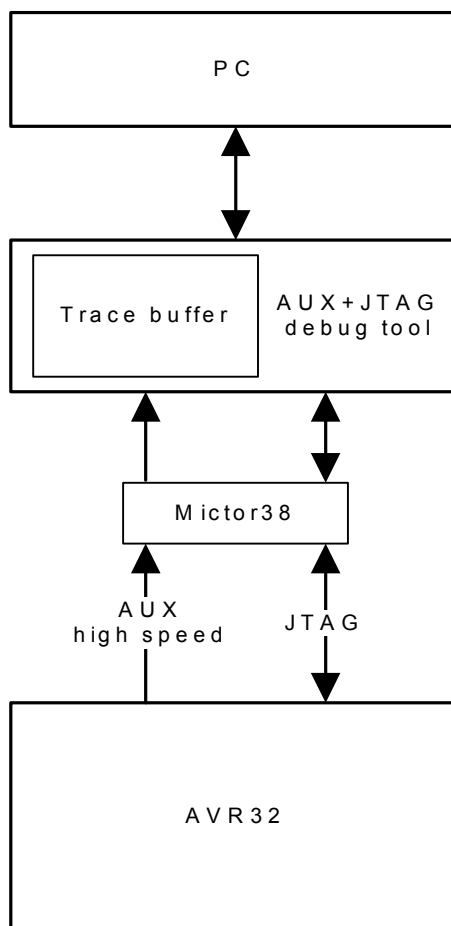 PC
Trace buffer
AUX+JTAG
debug tool
Mictor38
AUX
high speed
JTAG
AVR32